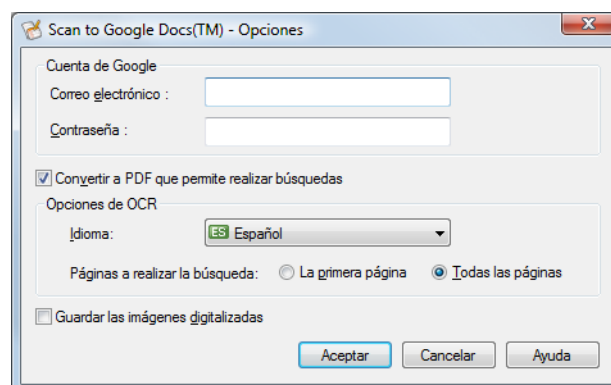 Scan to Google Docs(TM) - Opciones
Cuenta de Google
Correo electrónico :
Contraseña :
Convertir a PDF que permite realizar búsquedas
Opciones de OCR
Idioma: ES Español
Páginas a realizar la búsqueda: La primera página Todas las páginas
Guardar las imágenes digitalizadas
Aceptar Cancelar Ayuda